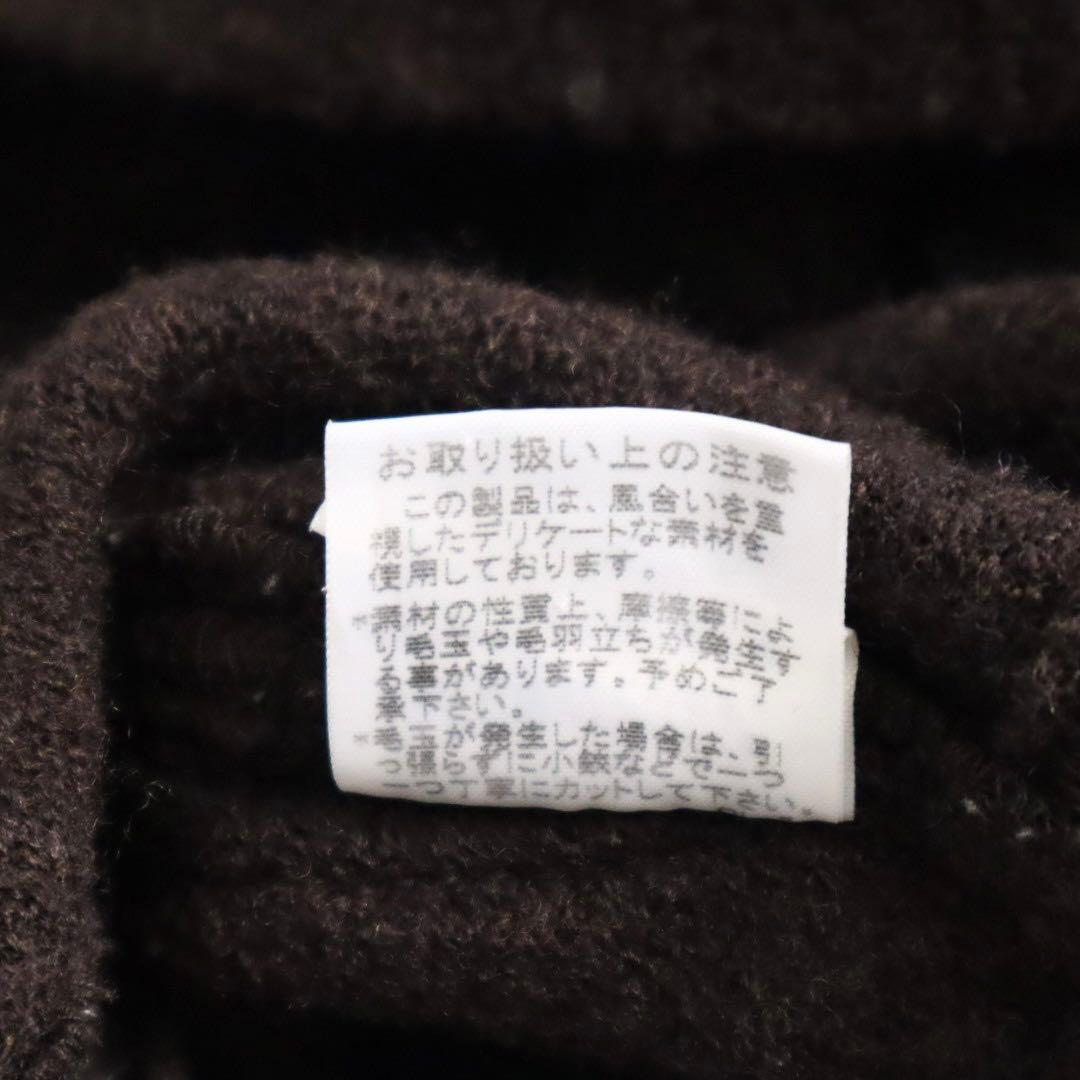 お取り扱い上の注意
この製品は、風合いを重
視したデリケートな素材を
使用しております。
*素材の性質上、摩擦等によ
り毛玉や毛羽立ちが発生す
る事があります。予めご了
承下さい。
*毛玉が発生した場合は、引
っ張らずに小鋏などで一つ
一つ丁寧にカットして下さい。